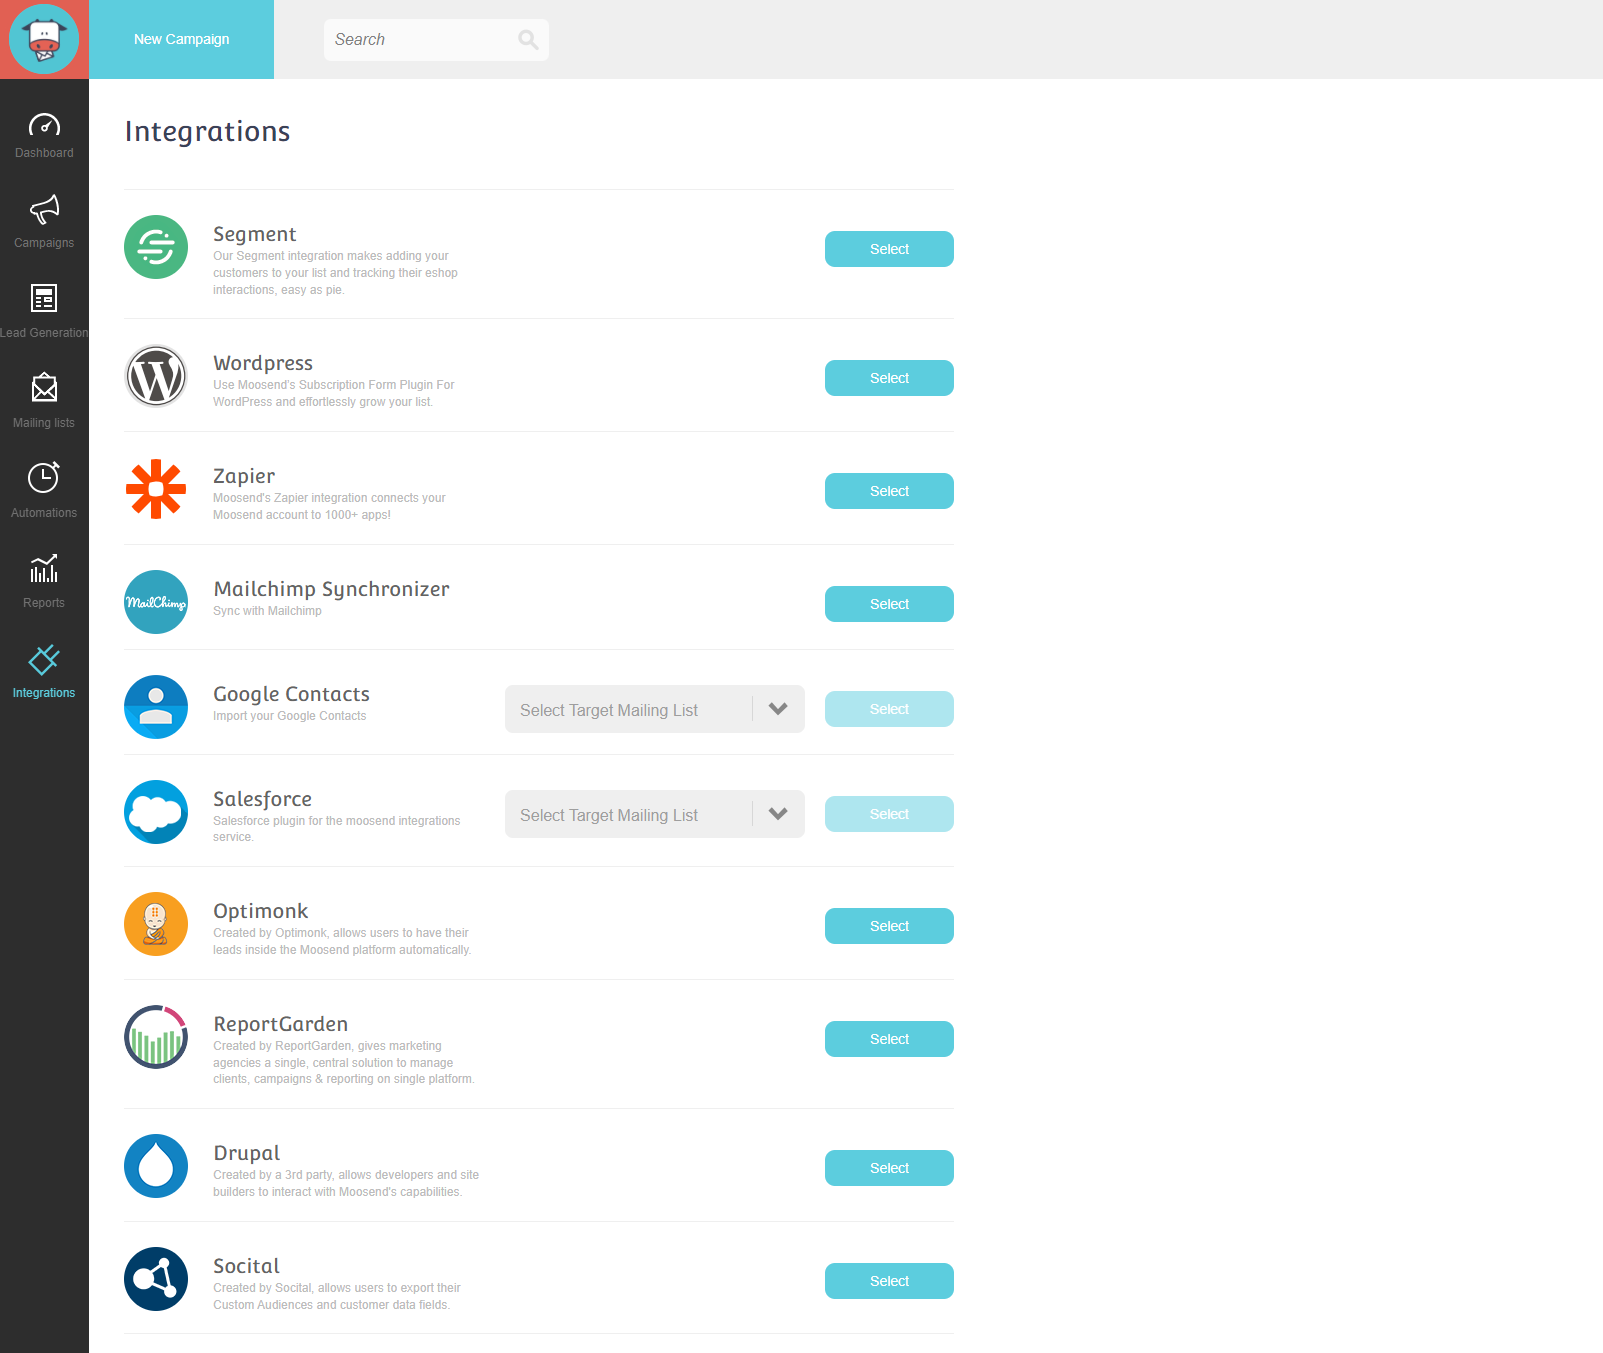 New Campaign
Search
Dashboard
Campaigns
Lead Generation
Mailing lists
Automations
Reports
Integrations
Integrations
Segment
Our Segment integration makes adding your
customers to your list and tracking their eshop
interactions, easy as pie.
Select
Wordpress
Use Moosend's Subscription Form Plugin For
WordPress and effortlessly grow your list.
Select
Zapier
Moosend's Zapier integration connects your
Moosend account to 1000+ apps!
Select
MailChimp
Mailchimp Synchronizer
Sync with Mailchimp
Select
Google Contacts
Import your Google Contacts
Select Target Mailing List
Select
Salesforce
Salesforce plugin for the moosend integrations
service.
Select Target Mailing List
Select
Optimonk
Created by Optimonk, allows users to have their
leads inside the Moosend platform automatically.
Select
ReportGarden
Created by ReportGarden, gives marketing
agencies a single, central solution to manage
clients, campaigns & reporting on single platform.
Select
Drupal
Created by a 3rd party, allows developers and site
builders to interact with Moosend's capabilities.
Select
Socital
Created by Socital, allows users to export their
Custom Audiences and customer data fields.
Select